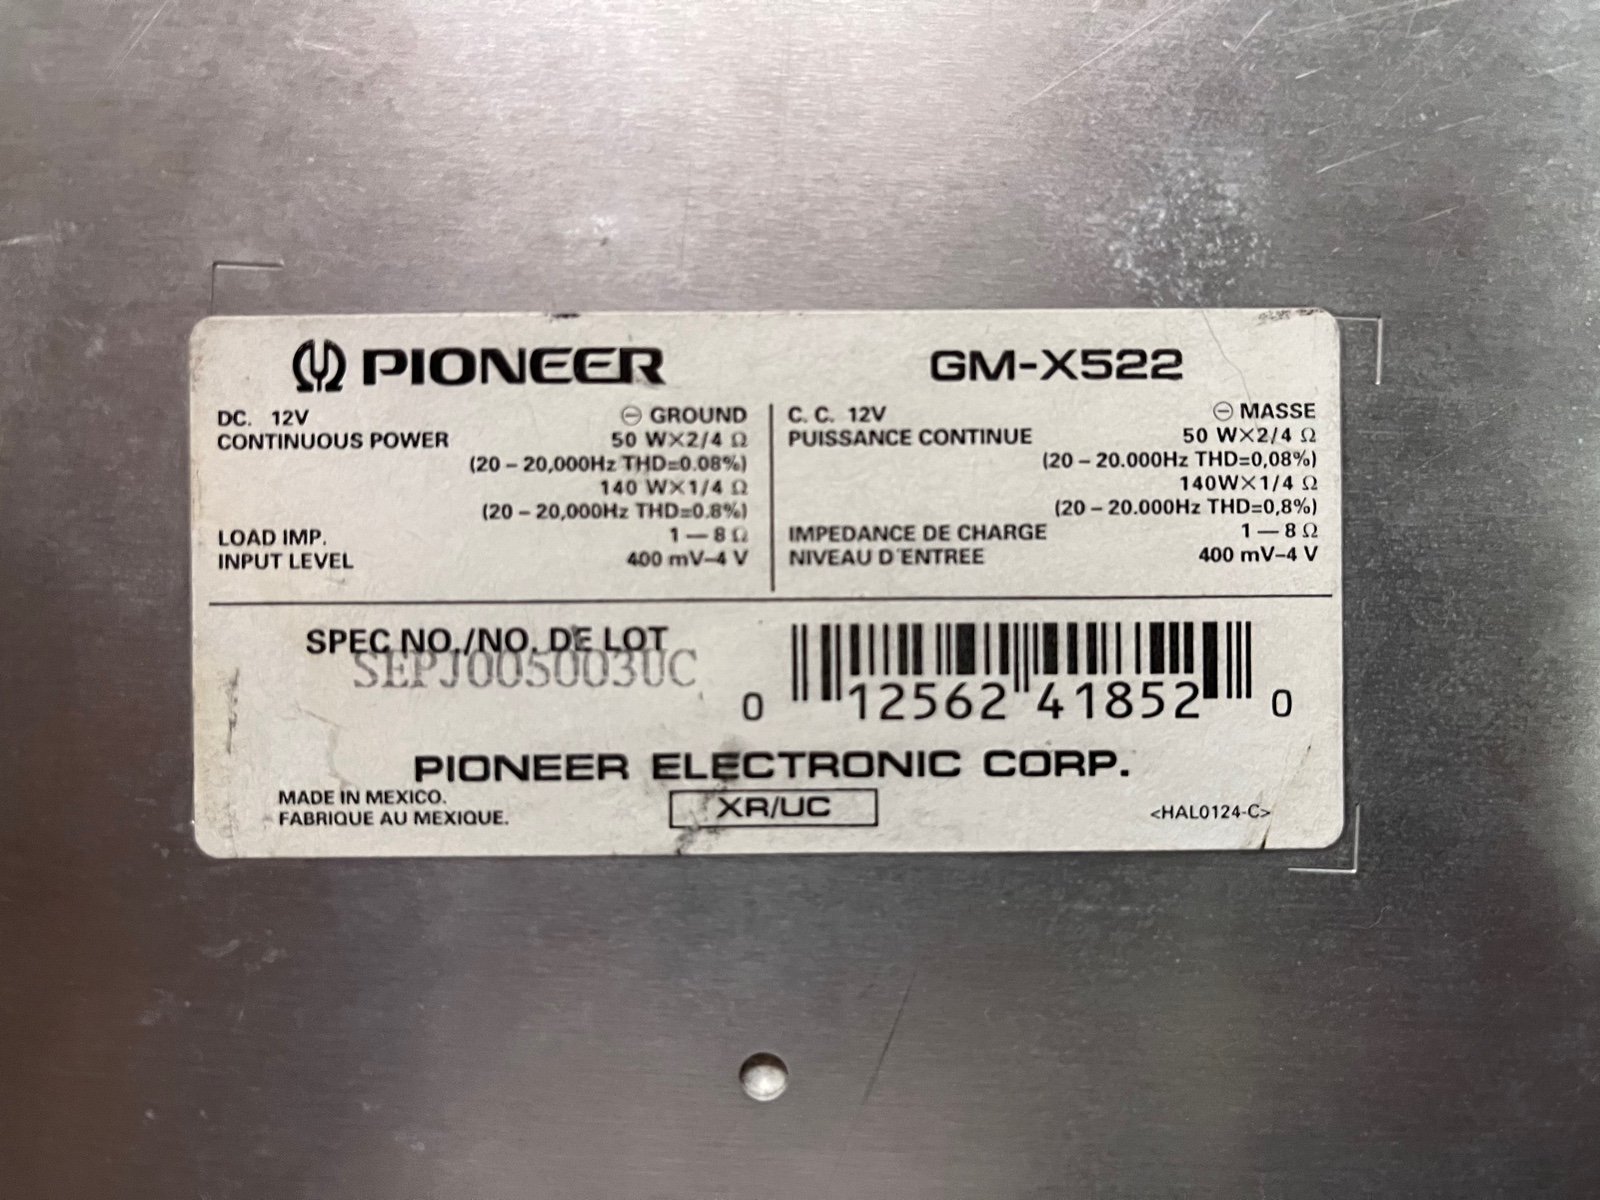 PIONEER
GM-X522
DC. 12V ⊖ GROUND
CONTINUOUS POWER 50 W×2/4 Ω
(20 – 20,000Hz THD=0.08%)
140 W×1/4 Ω
(20 – 20,000Hz THD=0.8%)
LOAD IMP. 1 — 8 Ω
INPUT LEVEL 400 mV–4 V
C. C. 12V ⊖ MASSE
PUISSANCE CONTINUE 50 W×2/4 Ω
(20 – 20.000Hz THD=0,08%)
140W×1/4 Ω
(20 – 20.000Hz THD=0,8%)
IMPEDANCE DE CHARGE 1 — 8 Ω
NIVEAU D´ENTREE 400 mV–4 V
SPEC NO./NO. DE LOT
SEPJ005003UC
0 12562 41852 0
PIONEER ELECTRONIC CORP.
MADE IN MEXICO.
FABRIQUE AU MEXIQUE.
XR/UC
<HAL0124-C>